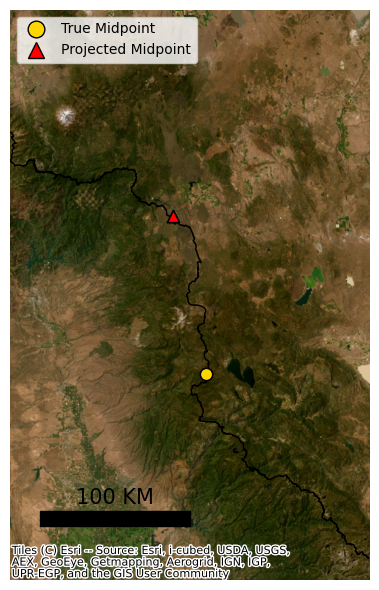 True Midpoint
Projected Midpoint
100 KM
Tiles (C) Esri -- Source: Esri, i-cubed, USDA, USGS,
AEX, GeoEye, Getmapping, Aerogrid, IGN, IGP,
UPR-EGP, and the GIS User Community